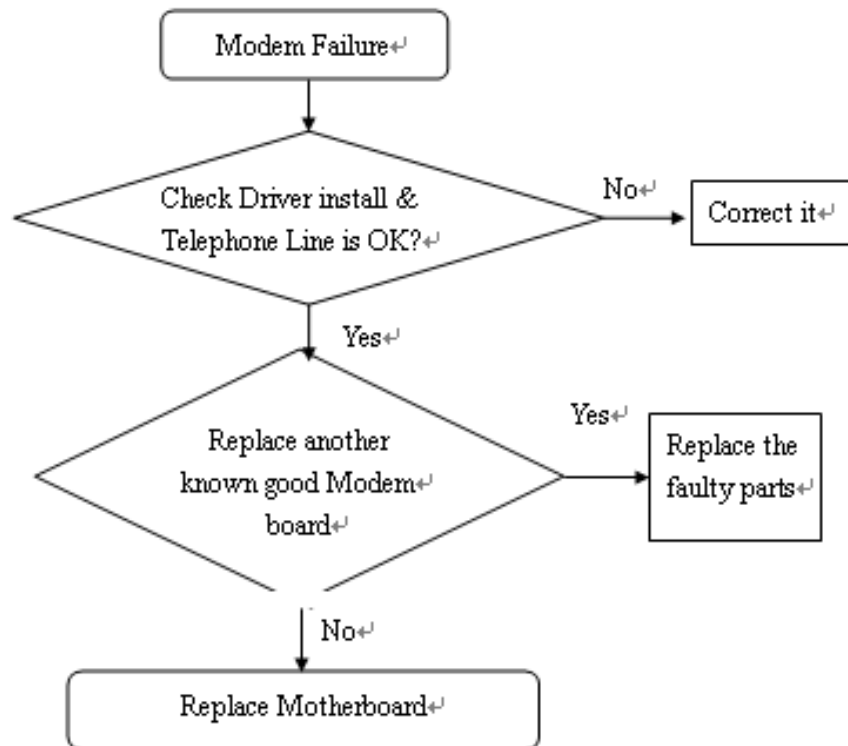 Modem Failure↵
Check Driver install &
Telephone Line is OK?↵
No↵
Correct it↵
Yes↵
Replace another
known good Modem↵
board↵
Yes↵
Replace the
faulty parts↵
No↵
Replace Motherboard↵